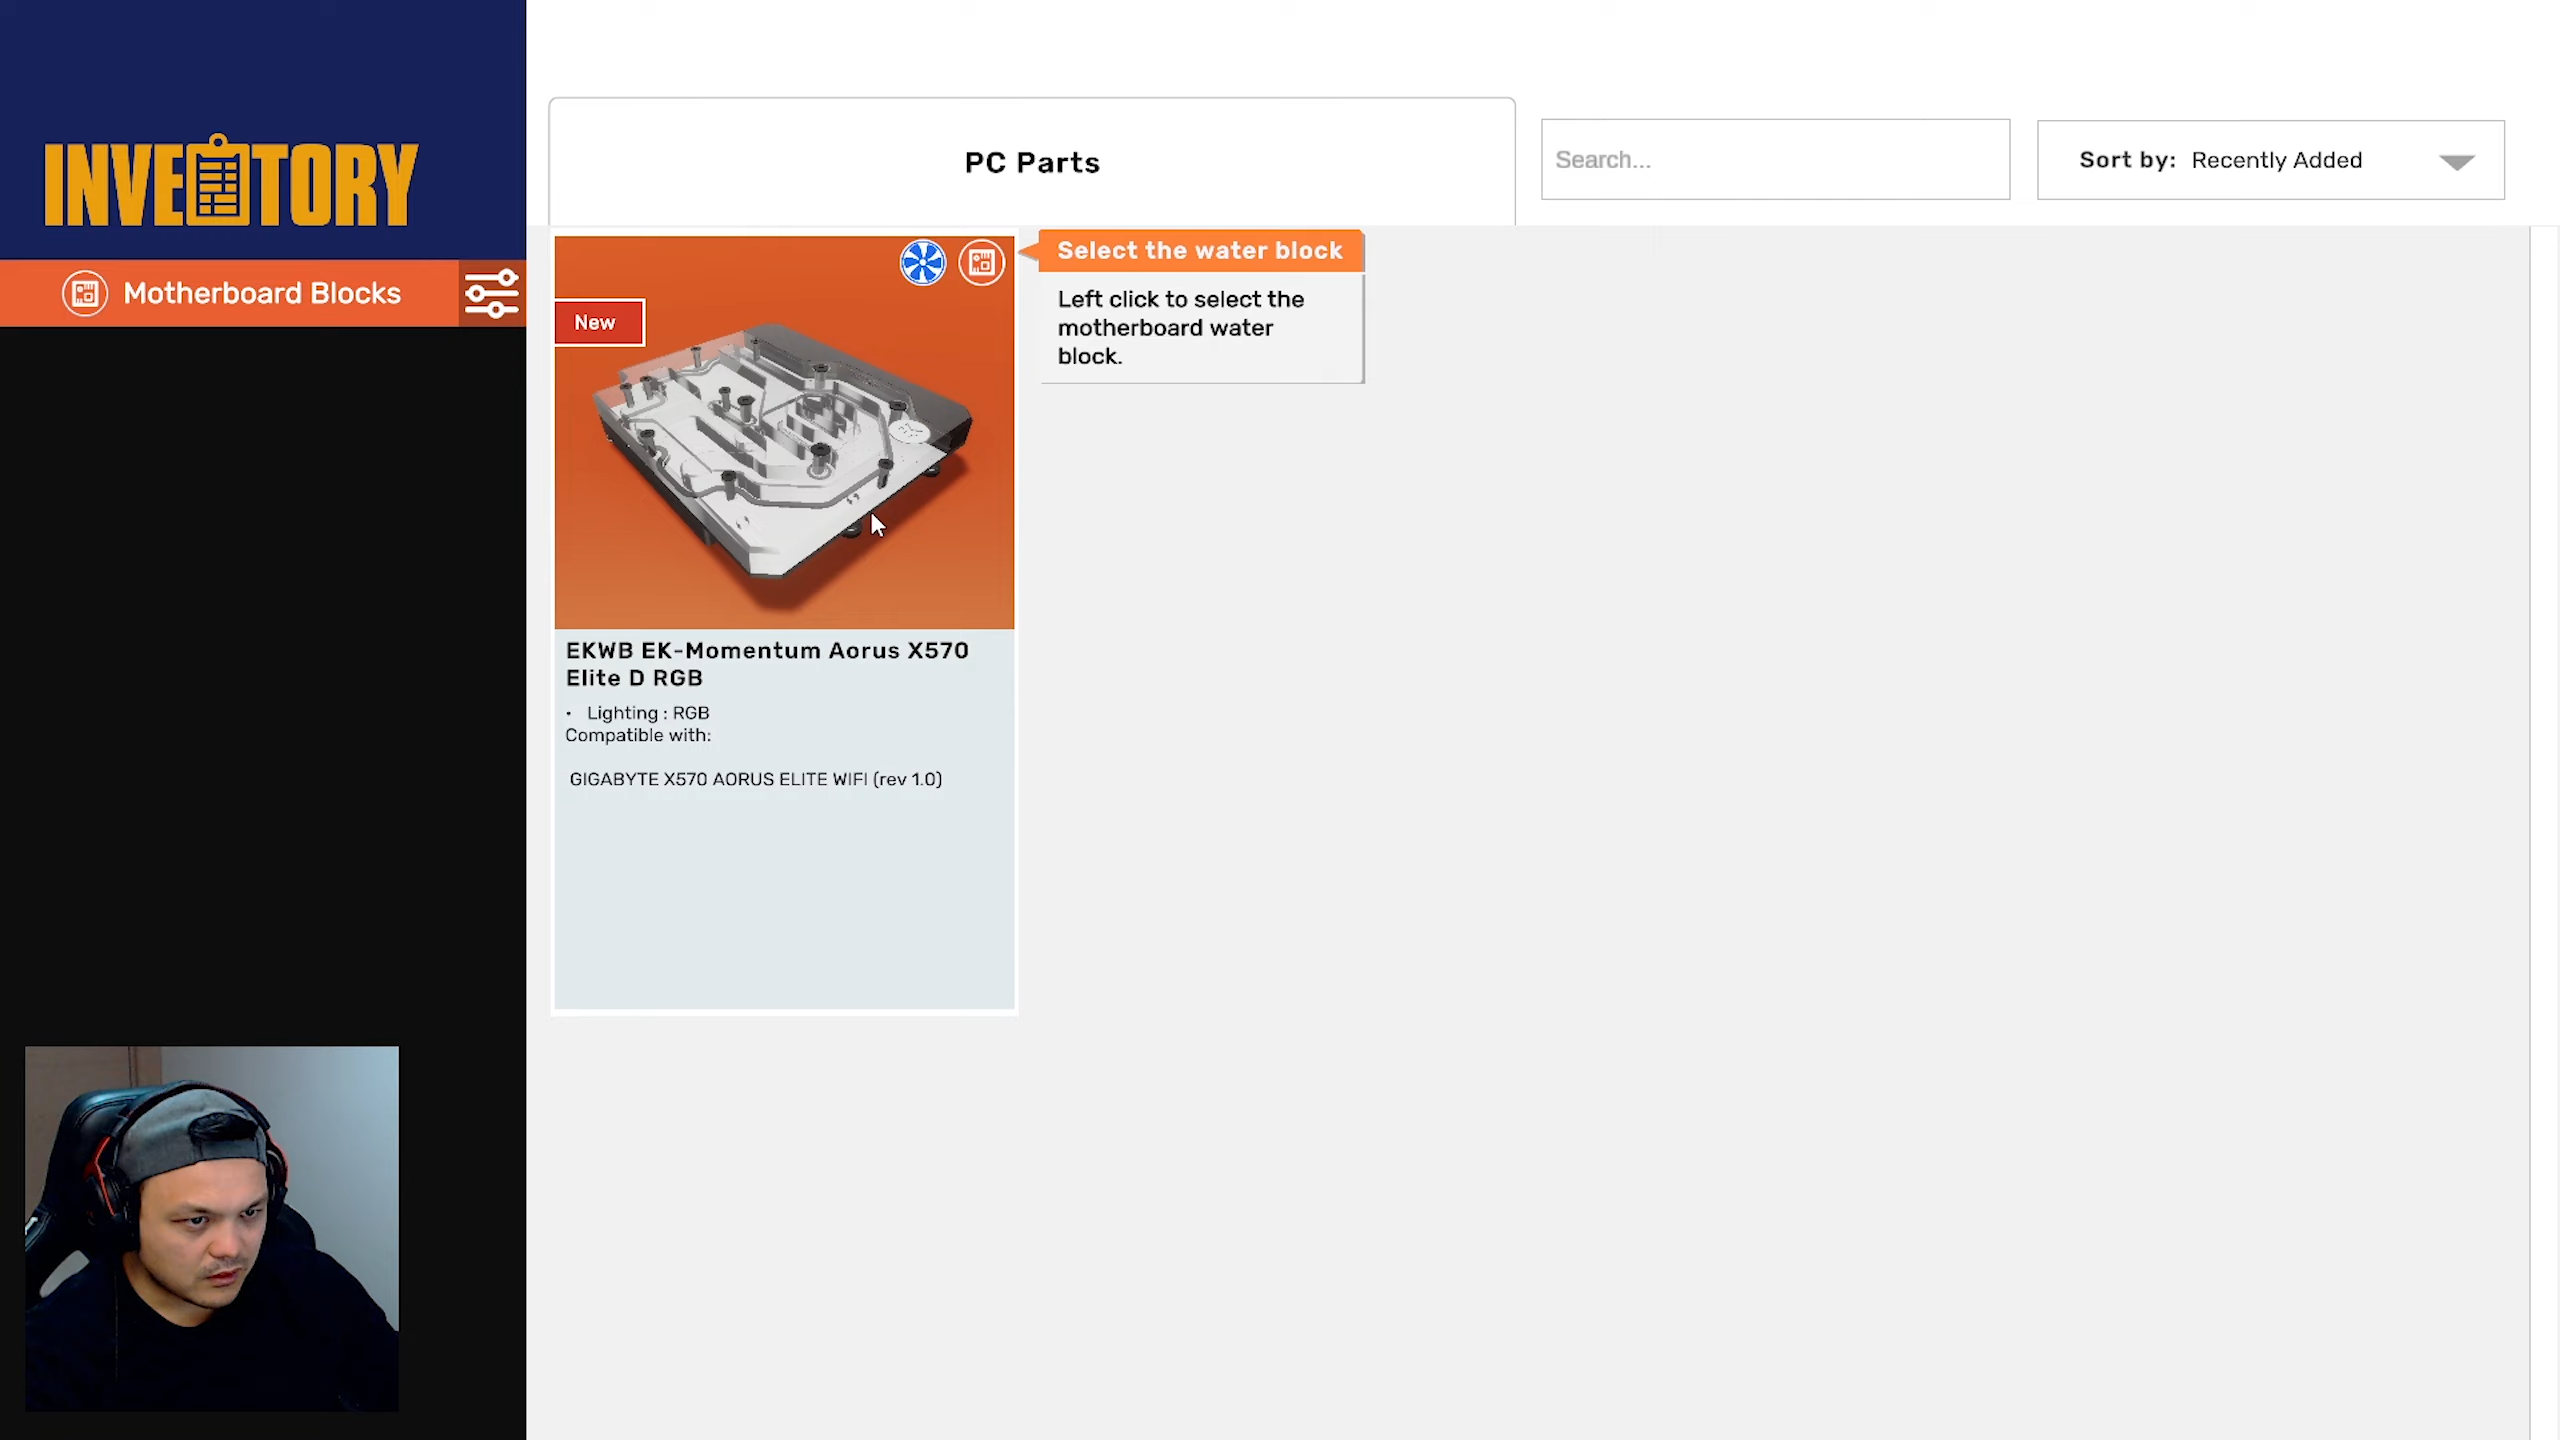 INVENTORY
Motherboard Blocks
PC Parts
Search...
Sort by: Recently Added
New
Select the water block
Left click to select the
motherboard water
block.
EKWB EK-Momentum Aorus X570
Elite D RGB
• Lighting : RGB
Compatible with:
GIGABYTE X570 AORUS ELITE WIFI (rev 1.0)